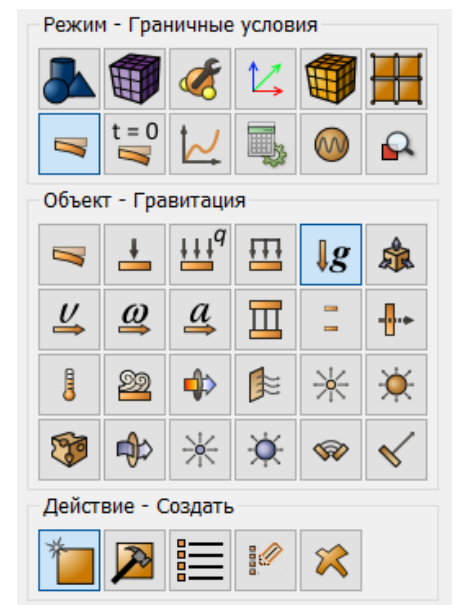 Режим - Граничные условия
t = 0
Объект - Гравитация
q
g
υ ω a
Действие - Создать